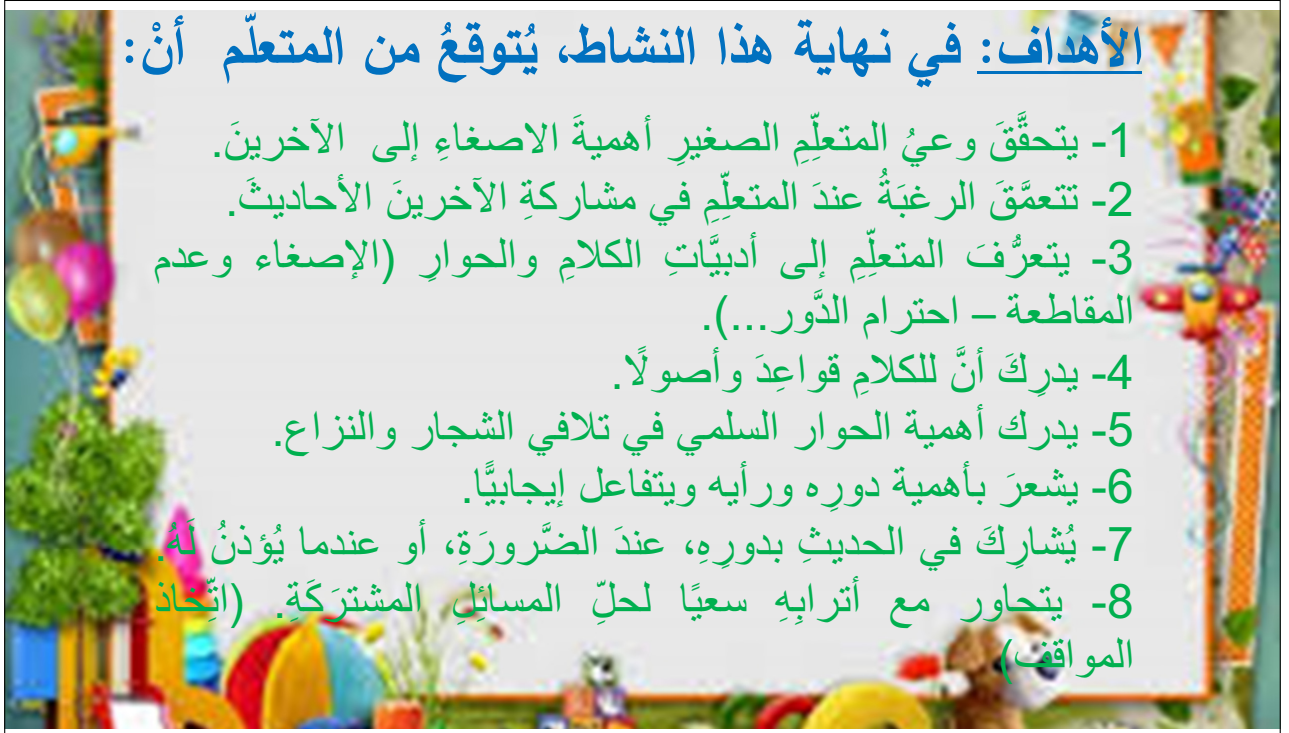 الأهداف: في نهاية هذا النشاط، يُتوقعُ من المتعلّم أنْ:
1- يتحقَّقَ وعيُ المتعلِّمِ الصغيرِ أهميةَ الاصغاءِ إلى الآخرينَ.
2- تتعمَّقَ الرغبَةُ عندَ المتعلِّمِ في مشاركةِ الآخرينَ الأحاديثَ.
3- يتعرُّفَ المتعلِّمِ إلى أدبيَّاتِ الكلامِ والحوارِ (الإصغاء وعدم
المقاطعة – احترام الدَّور...).
4- يدرِكَ أنَّ للكلامِ قواعِدَ وأصولًا.
5- يدرك أهمية الحوار السلمي في تلافي الشجار والنزاع.
6- يشعرَ بأهمية دورِه ورأيه ويتفاعل إيجابيًّا.
7- يُشارِكَ في الحديثِ بدورِهِ، عندَ الضَّرورَةِ، أو عندما يُؤذنُ لَهُ.
8- يتحاور مع أترابِهِ سعيًا لحلِّ المسائِلِ المشترَكَةِ. (اتِّخاذ
المواقف)